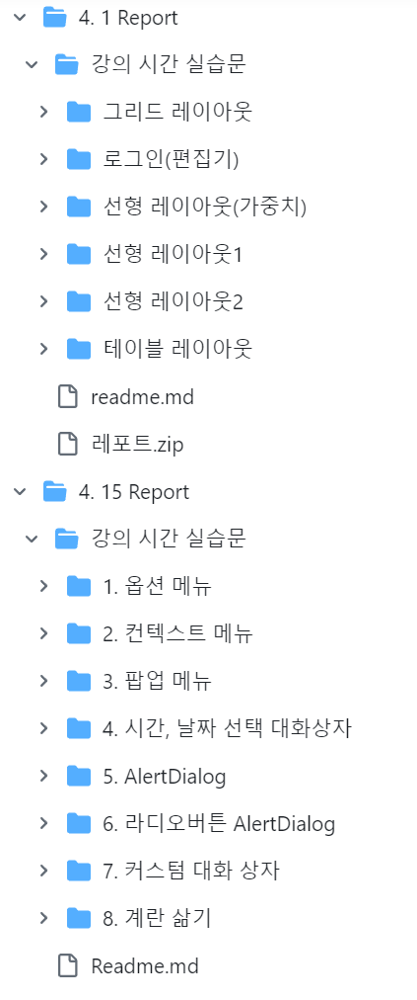 4. 1 Report
강의 시간 실습문
그리드 레이아웃
로그인(편집기)
선형 레이아웃(가중치)
선형 레이아웃1
선형 레이아웃2
테이블 레이아웃
readme.md
레포트.zip
4. 15 Report
강의 시간 실습문
1. 옵션 메뉴
2. 컨텍스트 메뉴
3. 팝업 메뉴
4. 시간, 날짜 선택 대화상자
5. AlertDialog
6. 라디오버튼 AlertDialog
7. 커스텀 대화 상자
8. 계란 삶기
Readme.md